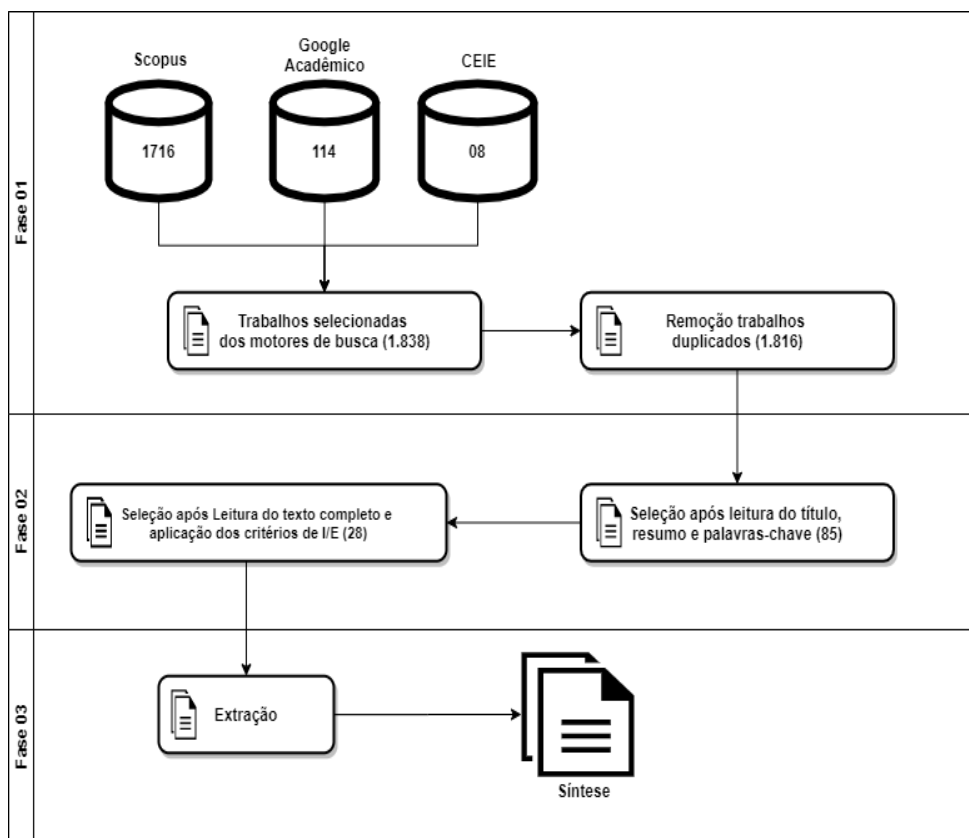 Fase 01
Scopus
Google
Acadêmico
CEIE
1716
114
08
Trabalhos selecionadas
dos motores de busca (1.838)
Remoção trabalhos
duplicados (1.816)
Fase 02
Seleção após Leitura do texto completo e
aplicação dos critérios de I/E (28)
Seleção após leitura do título,
resumo e palavras-chave (85)
Fase 03
Extração
Síntese